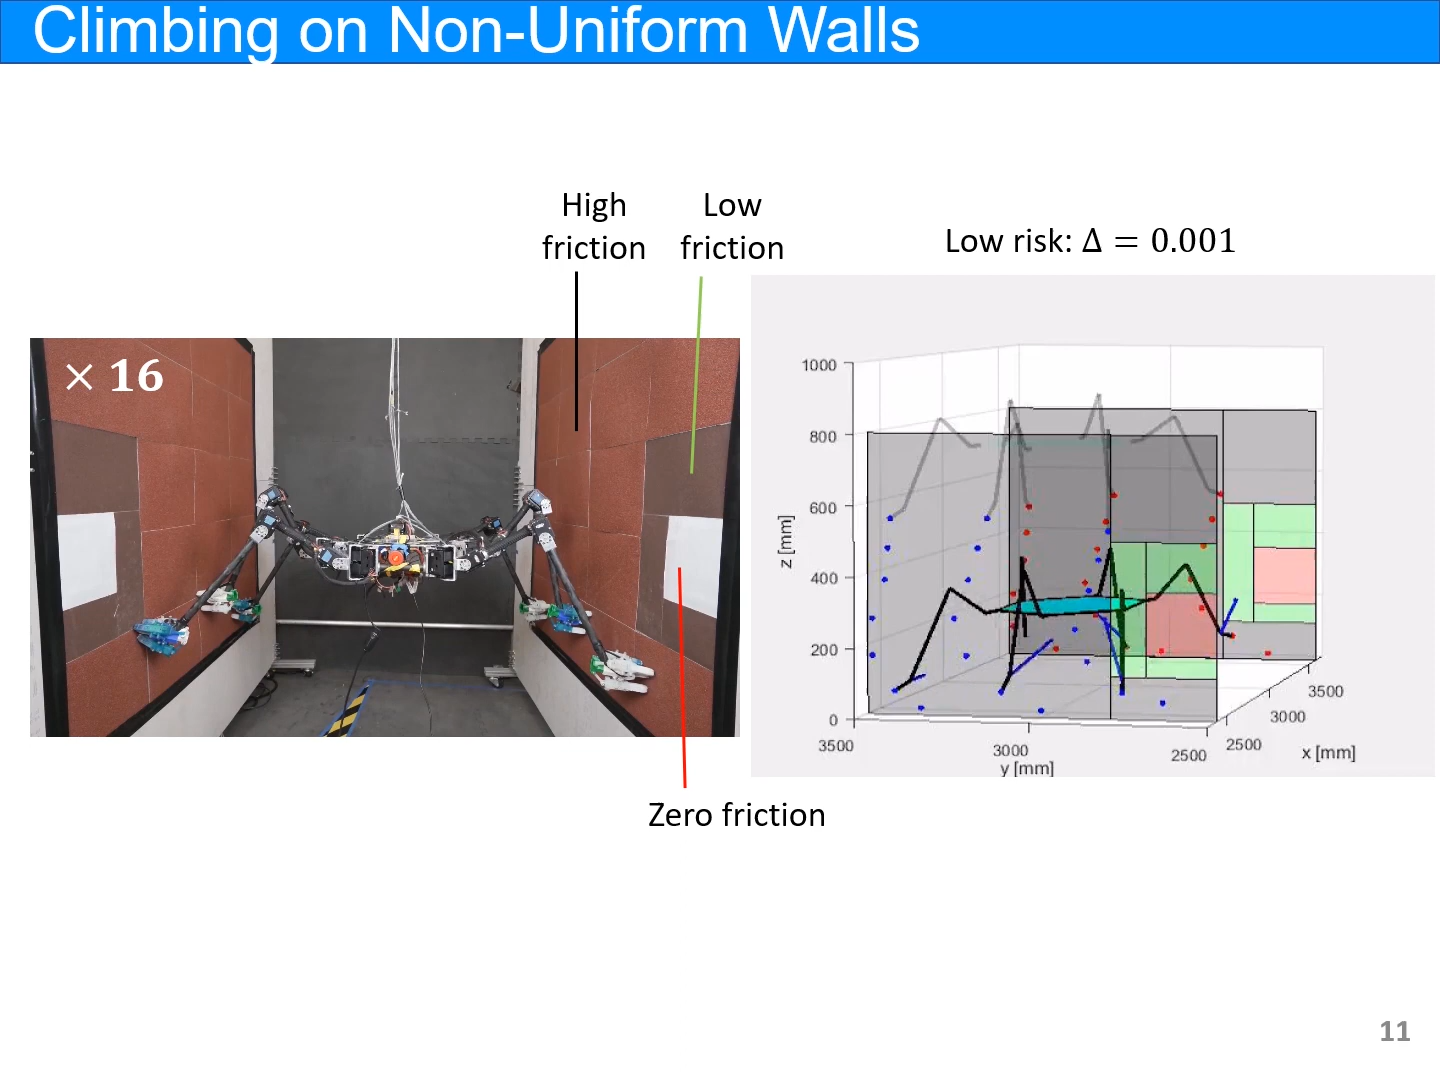 Climbing on Non-Uniform Walls
High
friction
Low
friction
Low risk: Δ = 0.001
× 16
1000
800
600
400
200
0
z [mm]
3500
3000
2500
y [mm]
2500
3000
3500
x [mm]
Zero friction
11